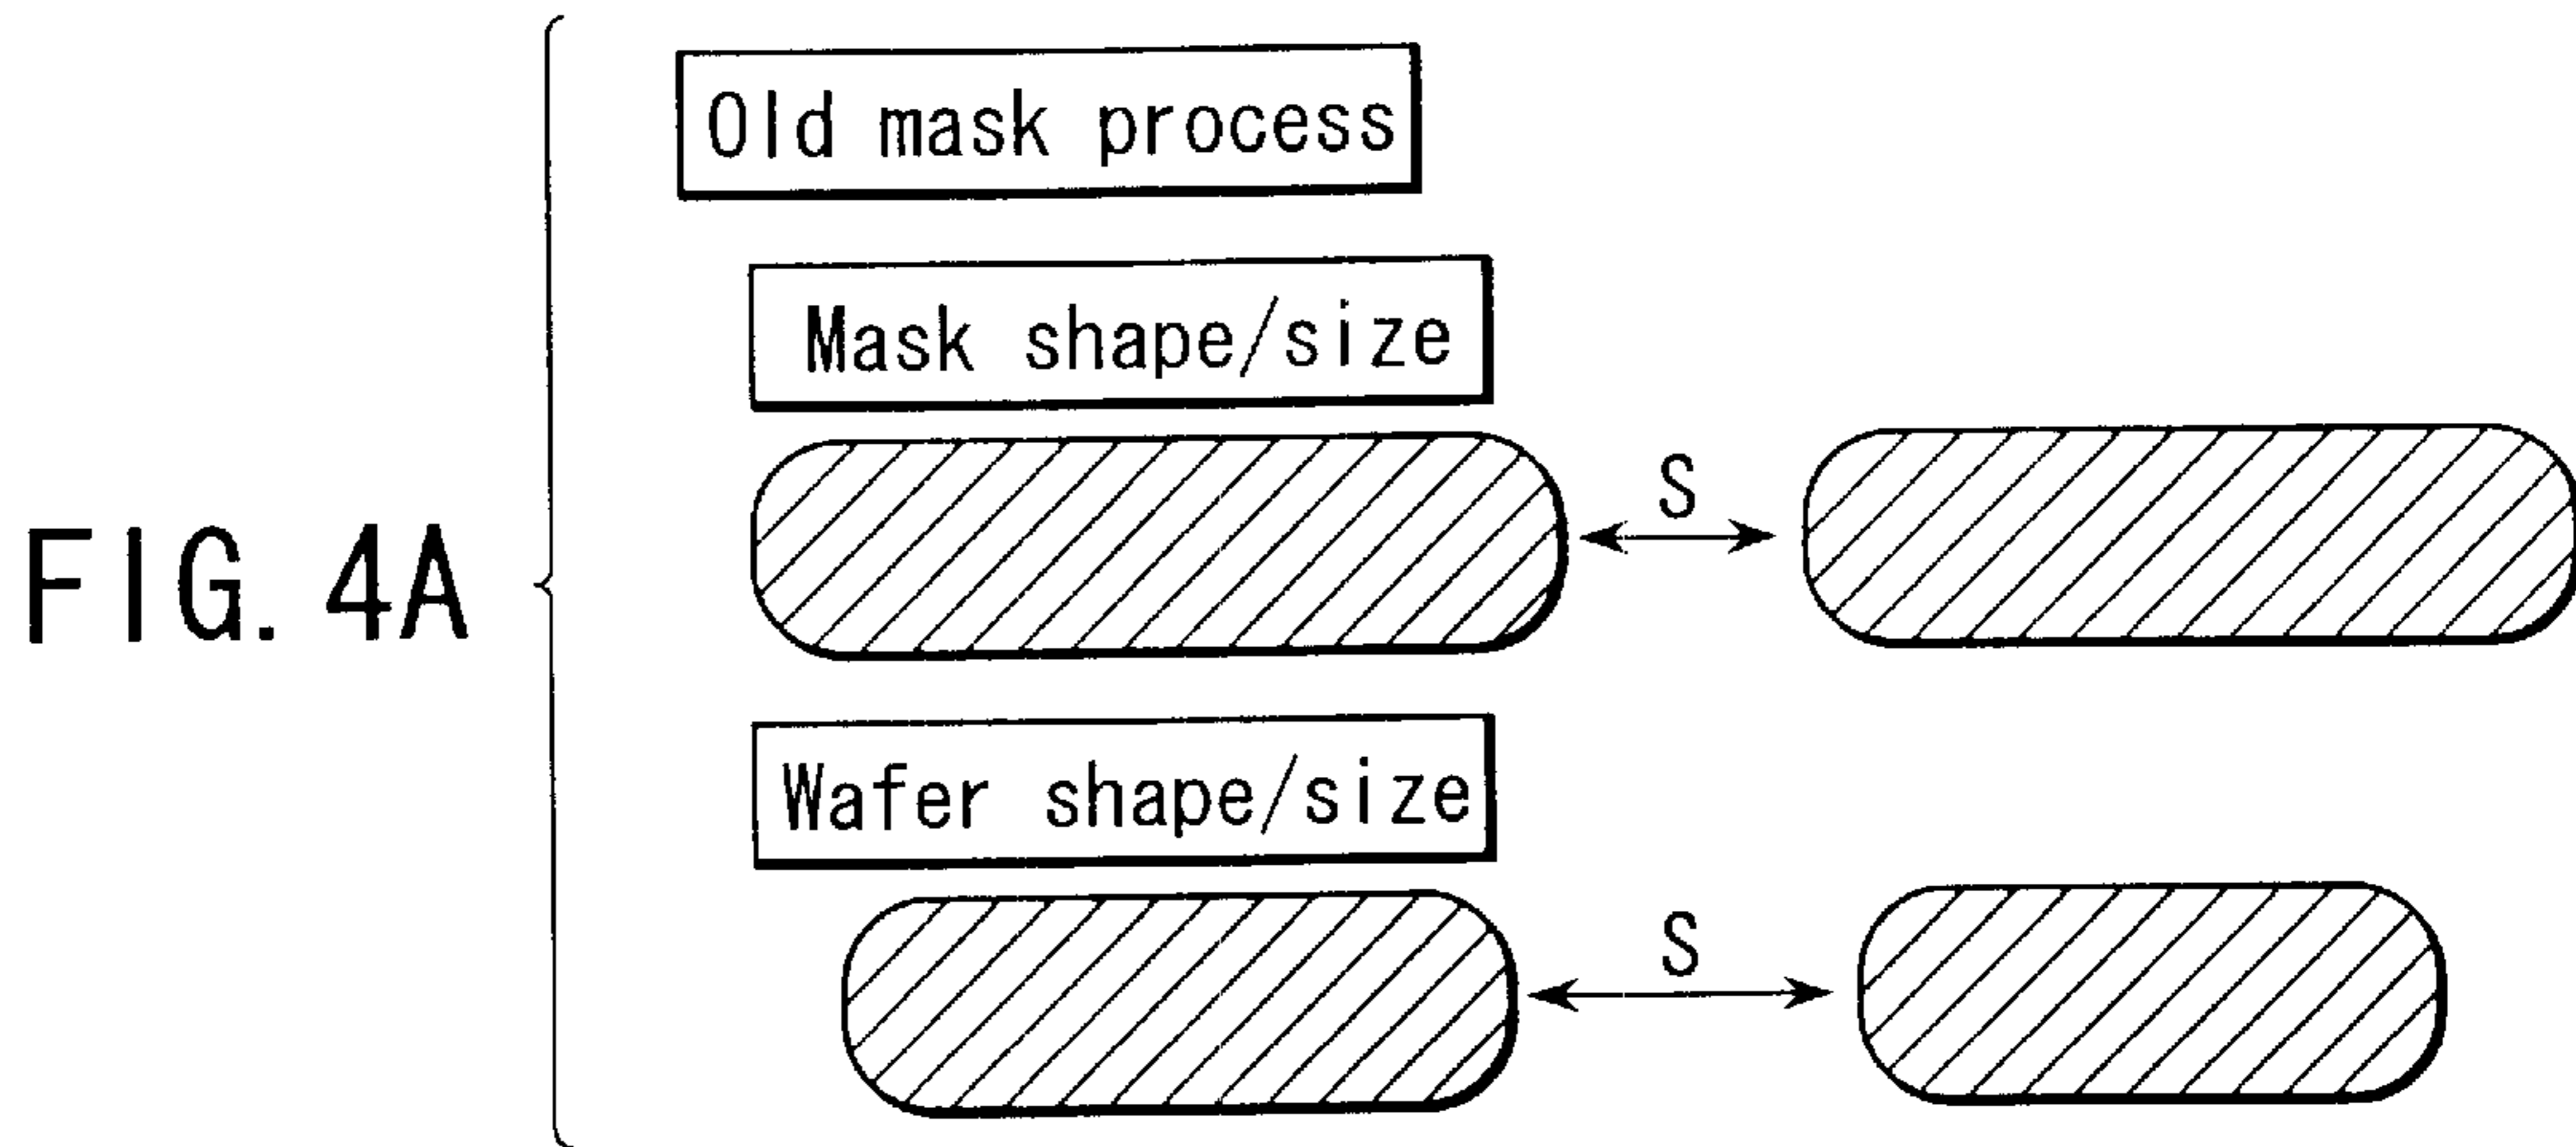 FIG. 4A
Old mask process
Mask shape/size
S
Wafer shape/size
S